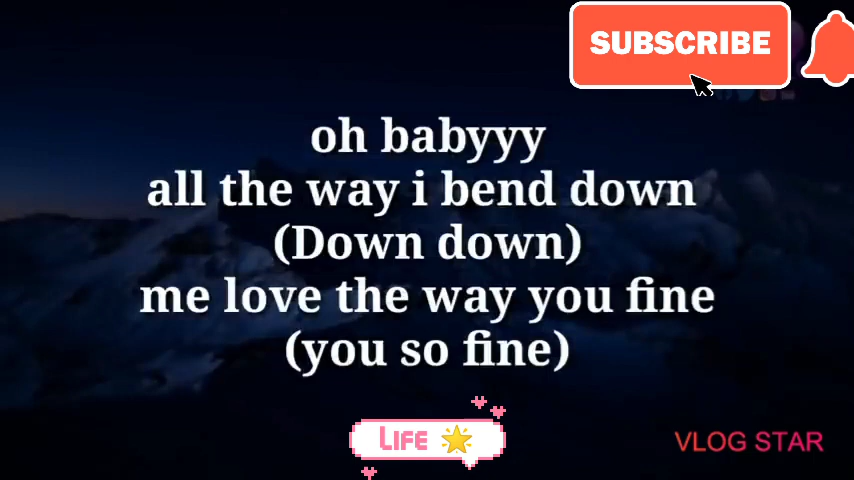 SUBSCRIBE
oh babyyy
all the way i bend down
(Down down)
me love the way you fine
(you so fine)
LIFE 🌟
VLOG STAR